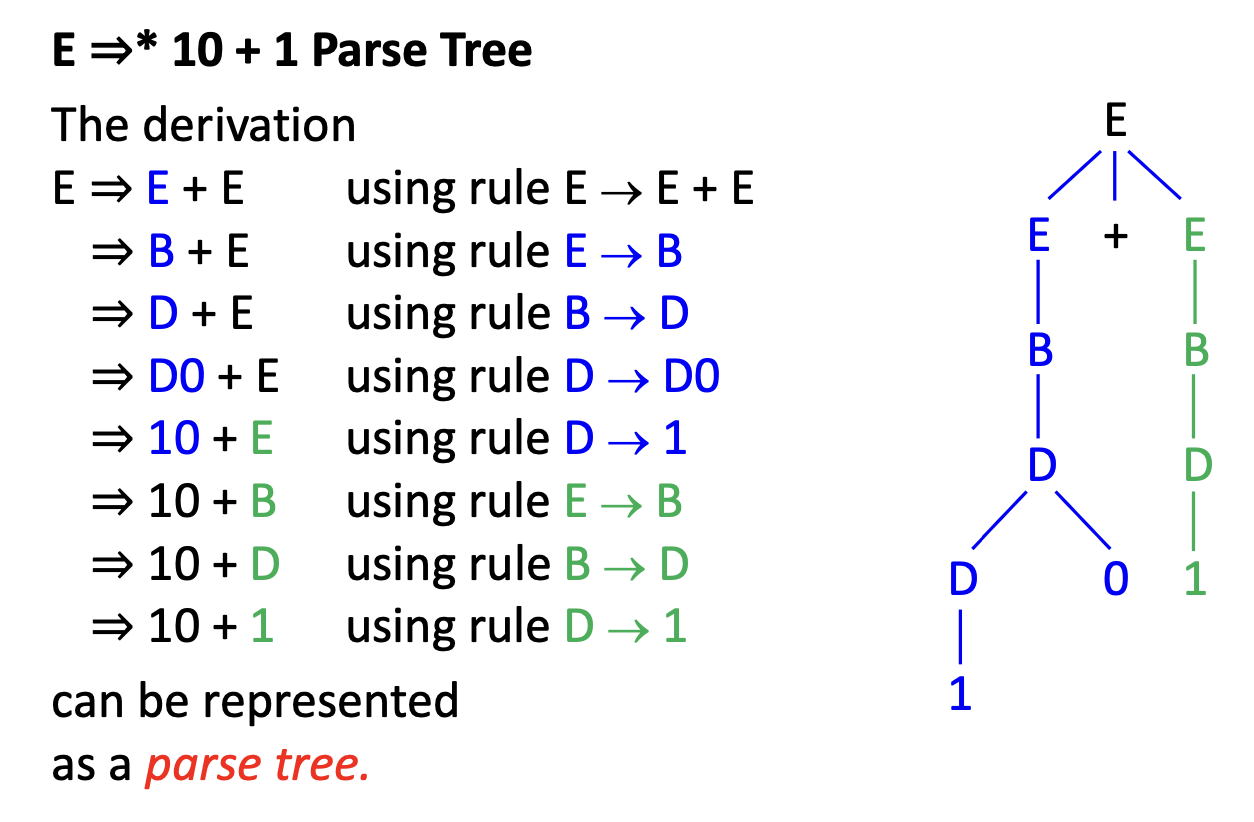 E ⇒* 10 + 1 Parse Tree
The derivation
E ⇒ E + E using rule E → E + E
⇒ B + E using rule E → B
⇒ D + E using rule B → D
⇒ D0 + E using rule D → D0
⇒ 10 + E using rule D → 1
⇒ 10 + B using rule E → B
⇒ 10 + D using rule B → D
⇒ 10 + 1 using rule D → 1
can be represented
as a parse tree.
E
E + E
B B
D D
D 0 1
1